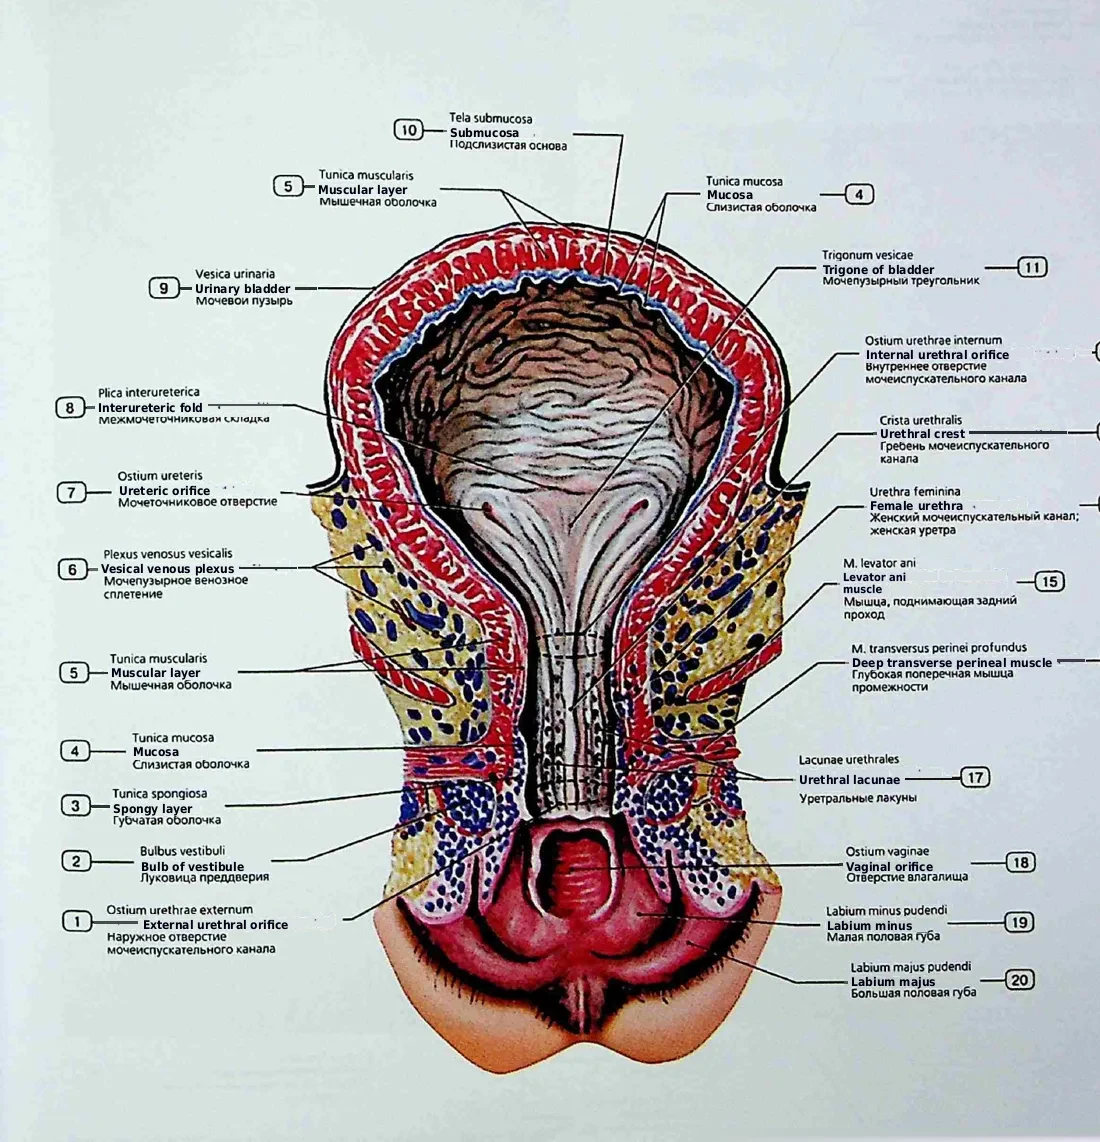 10
Tela submucosa
Submucosa
Подслизистая основа
5
Tunica muscularis
Muscular layer
Мышечная оболочка
Tunica mucosa
Mucosa
Слизистая оболочка
4
9
Vesica urinaria
Urinary bladder
Мочевой пузырь
Trigonum vesicae
Trigone of bladder
Мочепузырный треугольник
11
Ostium urethrae internum
Internal urethral orifice
Внутреннее отверстие
мочеиспускательного канала
8
Plica interureterica
Interureteric fold
Межмочеточниковая складка
Crista urethralis
Urethral crest
Гребень мочеиспускательного
канала
7
Ostium ureteris
Ureteric orifice
Мочеточниковое отверстие
Urethra feminina
Female urethra
Женский мочеиспускательный канал;
женская уретра
6
Plexus venosus vesicalis
Vesical venous plexus
Мочепузырное венозное
сплетение
M. levator ani
Levator ani
muscle
Мышца, поднимающая задний
проход
15
5
Tunica muscularis
Muscular layer
Мышечная оболочка
M. transversus perinei profundus
Deep transverse perineal muscle
Глубокая поперечная мышца
промежности
4
Tunica mucosa
Mucosa
Слизистая оболочка
Lacunae urethrales
Urethral lacunae
Уретральные лакуны
17
3
Tunica spongiosa
Spongy layer
Губчатая оболочка
2
Bulbus vestibuli
Bulb of vestibule
Луковица преддверия
Ostium vaginae
Vaginal orifice
Отверстие влагалища
18
1
Ostium urethrae externum
External urethral orifice
Наружное отверстие
мочеиспускательного канала
Labium minus pudendi
Labium minus
Малая половая губа
19
Labium majus pudendi
Labium majus
Большая половая губа
20